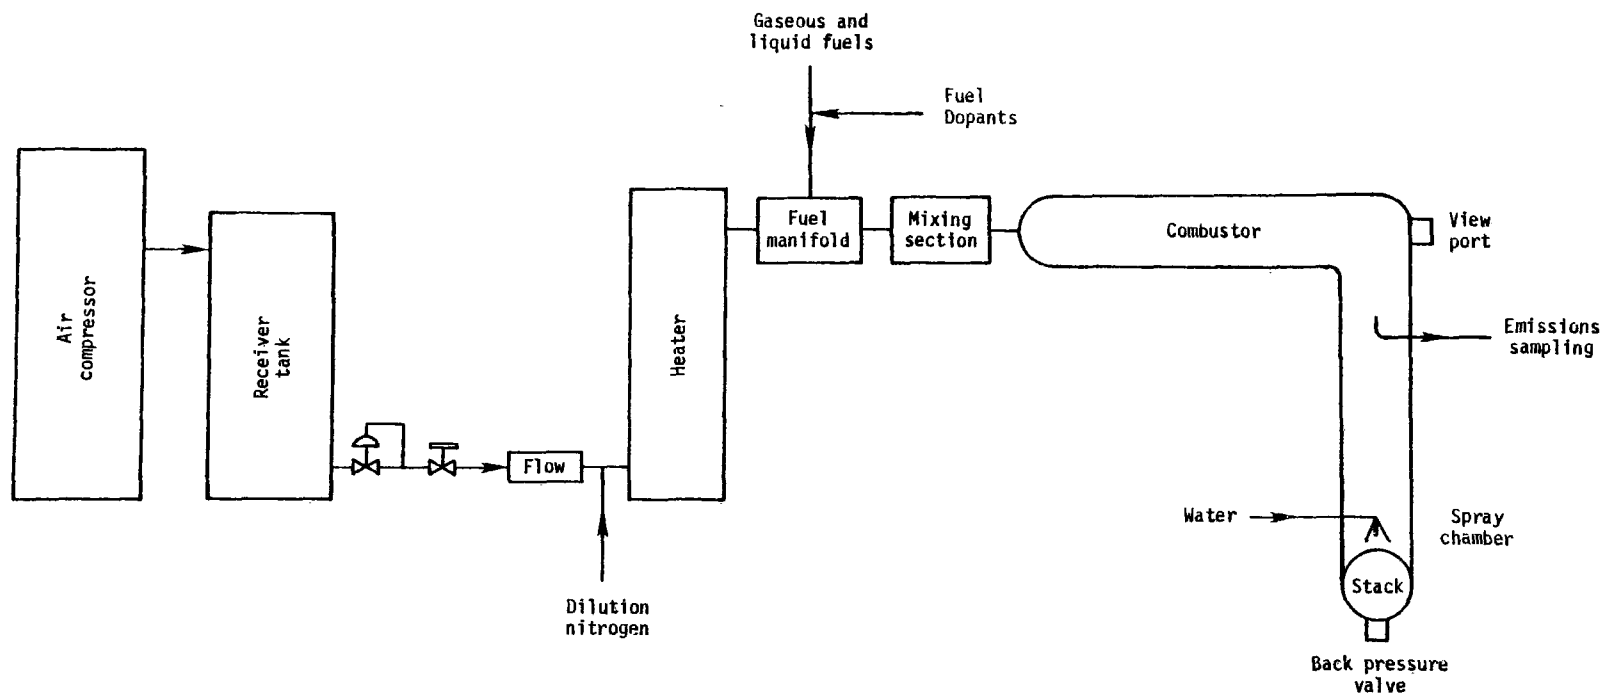 Gaseous and
liquid fuels
Fuel
Dopants
Air
compressor
Receiver
tank
Flow
Dilution
nitrogen
Heater
Fuel
manifold
Mixing
section
Combustor
View
port
Emissions
sampling
Water
Spray
chamber
Stack
Back pressure
valve